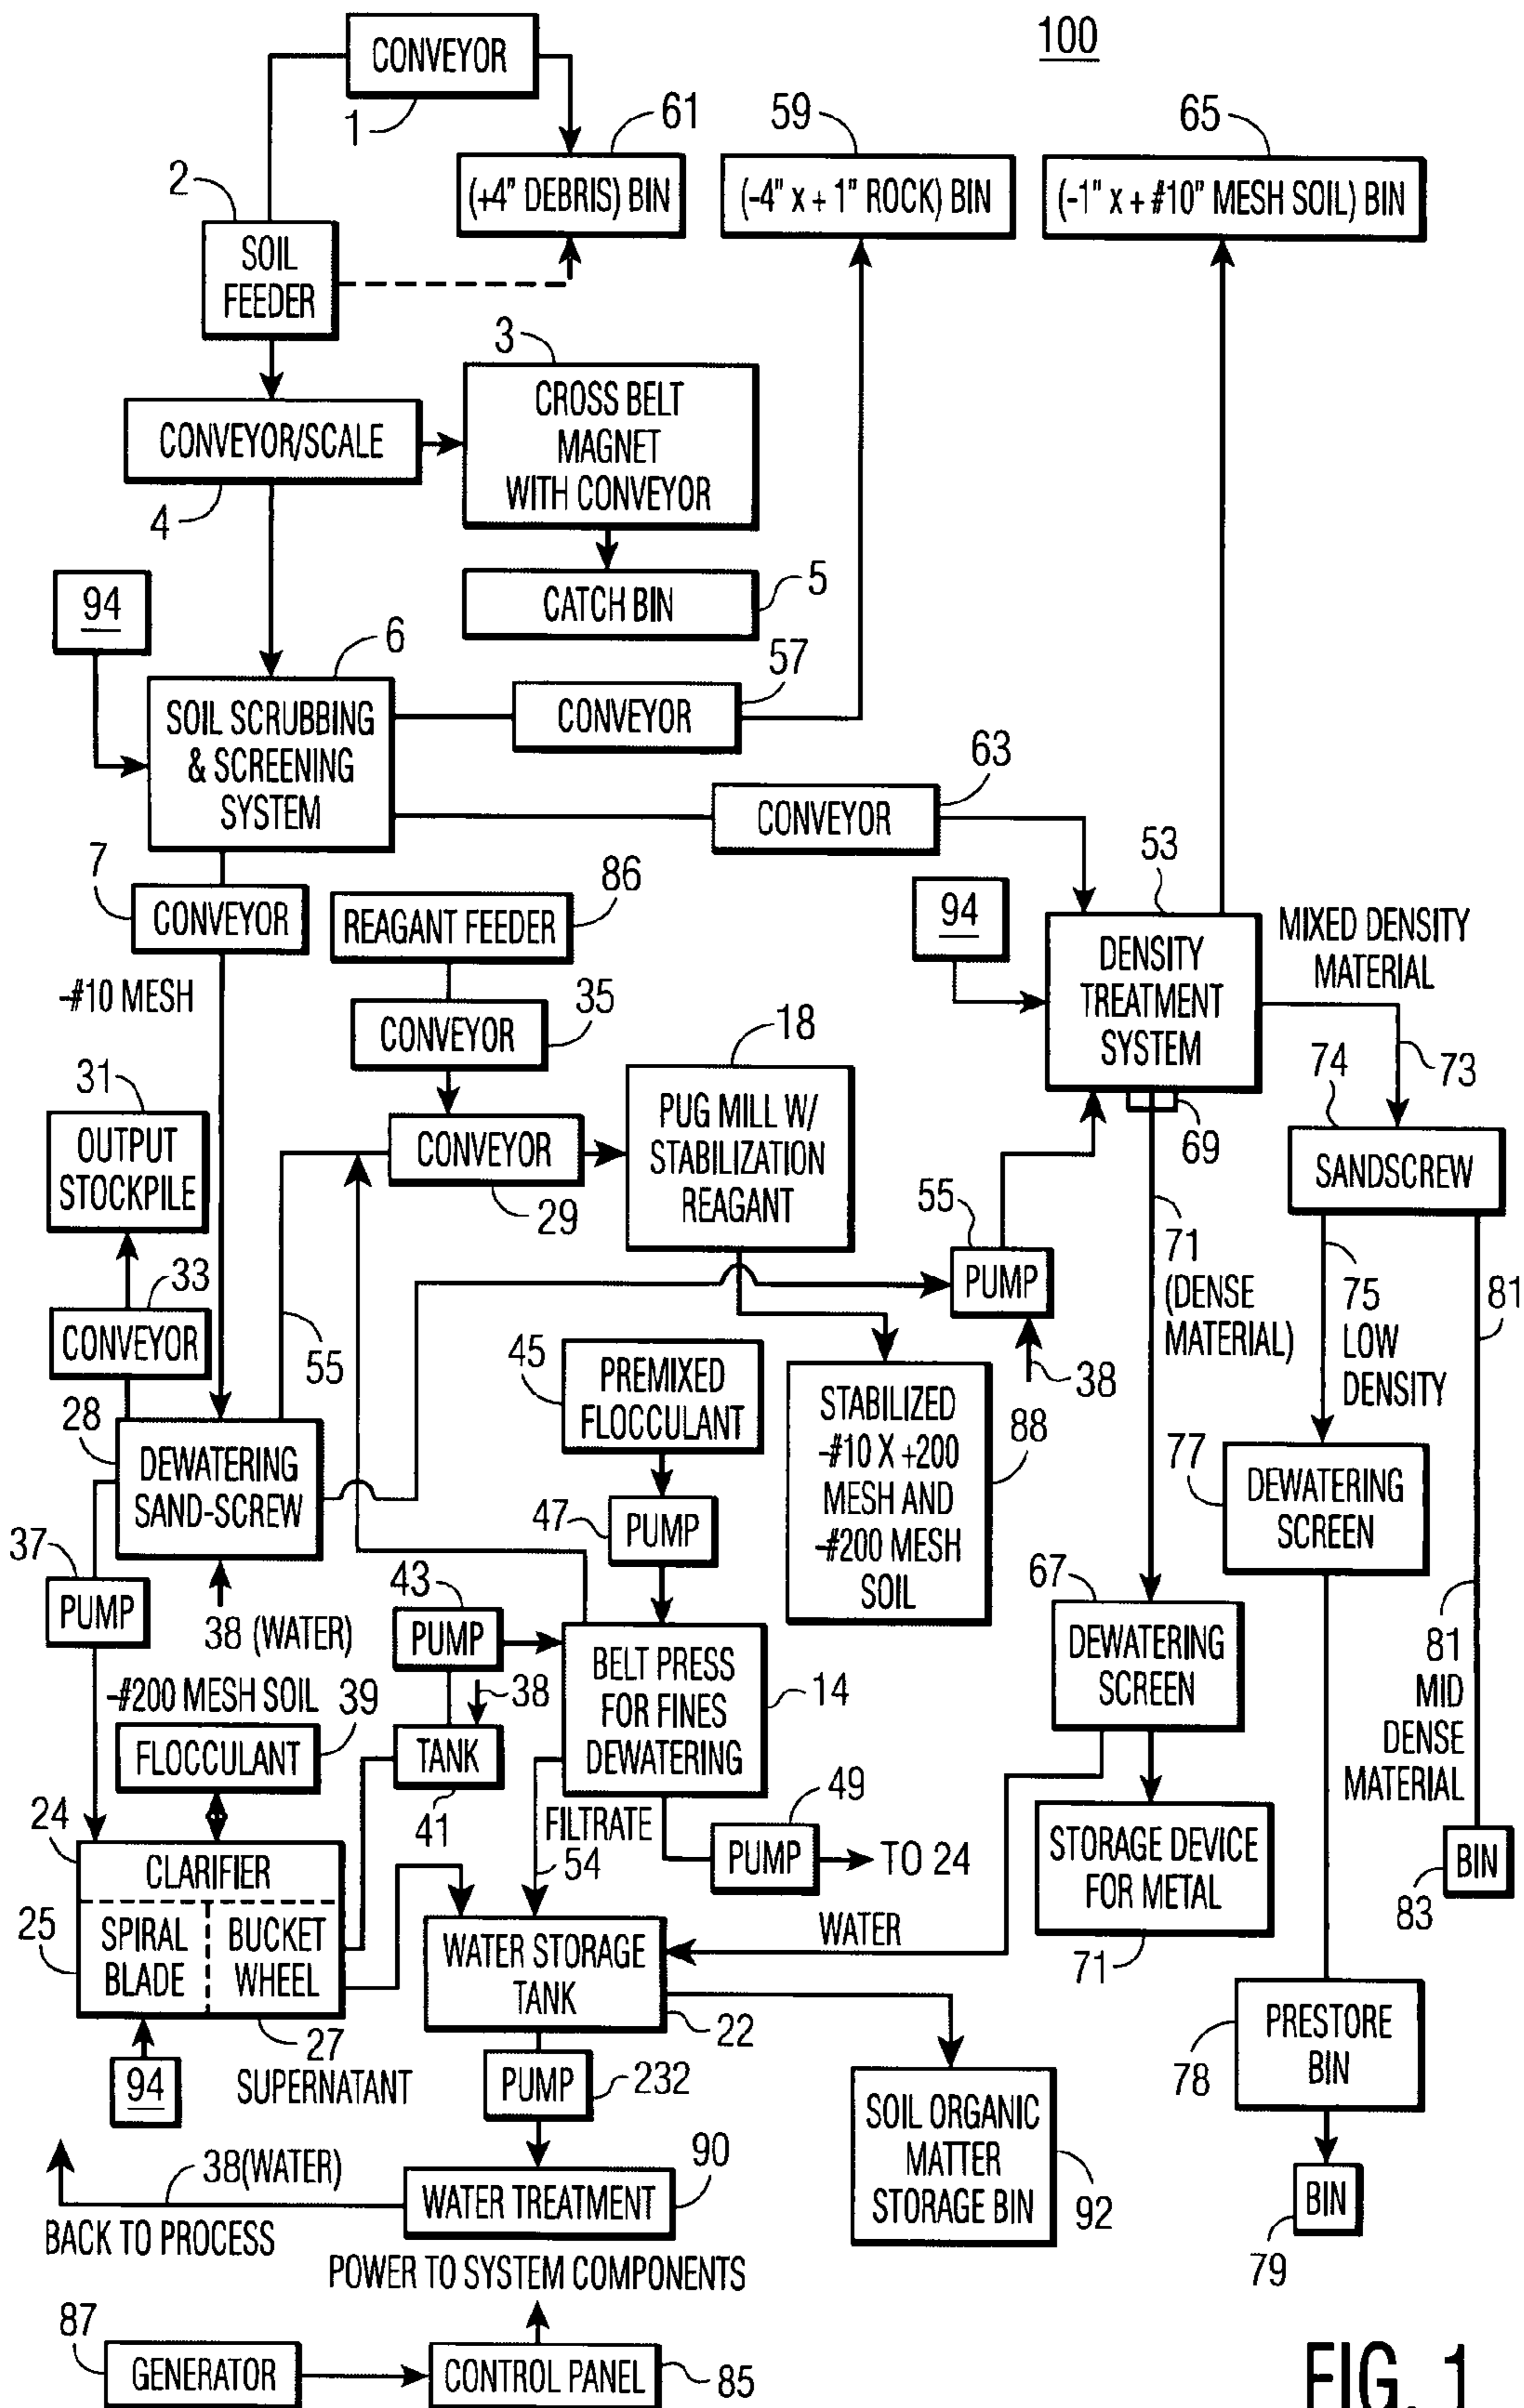 100
CONVEYOR
1
61
59
65
(+4" DEBRIS) BIN
(-4" x + 1" ROCK) BIN
(-1" x + #10" MESH SOIL) BIN
2
SOIL
FEEDER
3
CROSS BELT
MAGNET
WITH CONVEYOR
CONVEYOR/SCALE
4
CATCH BIN
5
94
6
SOIL SCRUBBING
& SCREENING
SYSTEM
57
CONVEYOR
63
CONVEYOR
7
CONVEYOR
-#10 MESH
86
REAGANT FEEDER
35
CONVEYOR
94
53
DENSITY
TREATMENT
SYSTEM
MIXED DENSITY
MATERIAL
73
69
31
OUTPUT
STOCKPILE
CONVEYOR
29
18
PUG MILL W/
STABILIZATION
REAGANT
74
SANDSCREW
33
CONVEYOR
55
55
PUMP
38
71
(DENSE
MATERIAL)
75
LOW
DENSITY
81
28
DEWATERING
SAND-SCREW
45
PREMIXED
FLOCCULANT
STABILIZED
-#10 X +200
MESH AND
-#200 MESH
SOIL
88
77
DEWATERING
SCREEN
47
PUMP
37
PUMP
38 (WATER)
43
PUMP
38
TANK
41
BELT PRESS
FOR FINES
DEWATERING
14
67
DEWATERING
SCREEN
81
MID
DENSE
MATERIAL
-#200 MESH SOIL
39
FLOCCULANT
24
CLARIFIER
25
SPIRAL
BLADE
BUCKET
WHEEL
27
SUPERNATANT
94
FILTRATE
54
49
PUMP
TO 24
STORAGE DEVICE
FOR METAL
71
BIN
83
WATER
WATER STORAGE
TANK
22
PUMP
232
PRESTORE
BIN
78
SOIL ORGANIC
MATTER
STORAGE BIN
92
BIN
79
38(WATER)
BACK TO PROCESS
WATER TREATMENT
90
POWER TO SYSTEM COMPONENTS
87
GENERATOR
CONTROL PANEL
85
FIG. 1